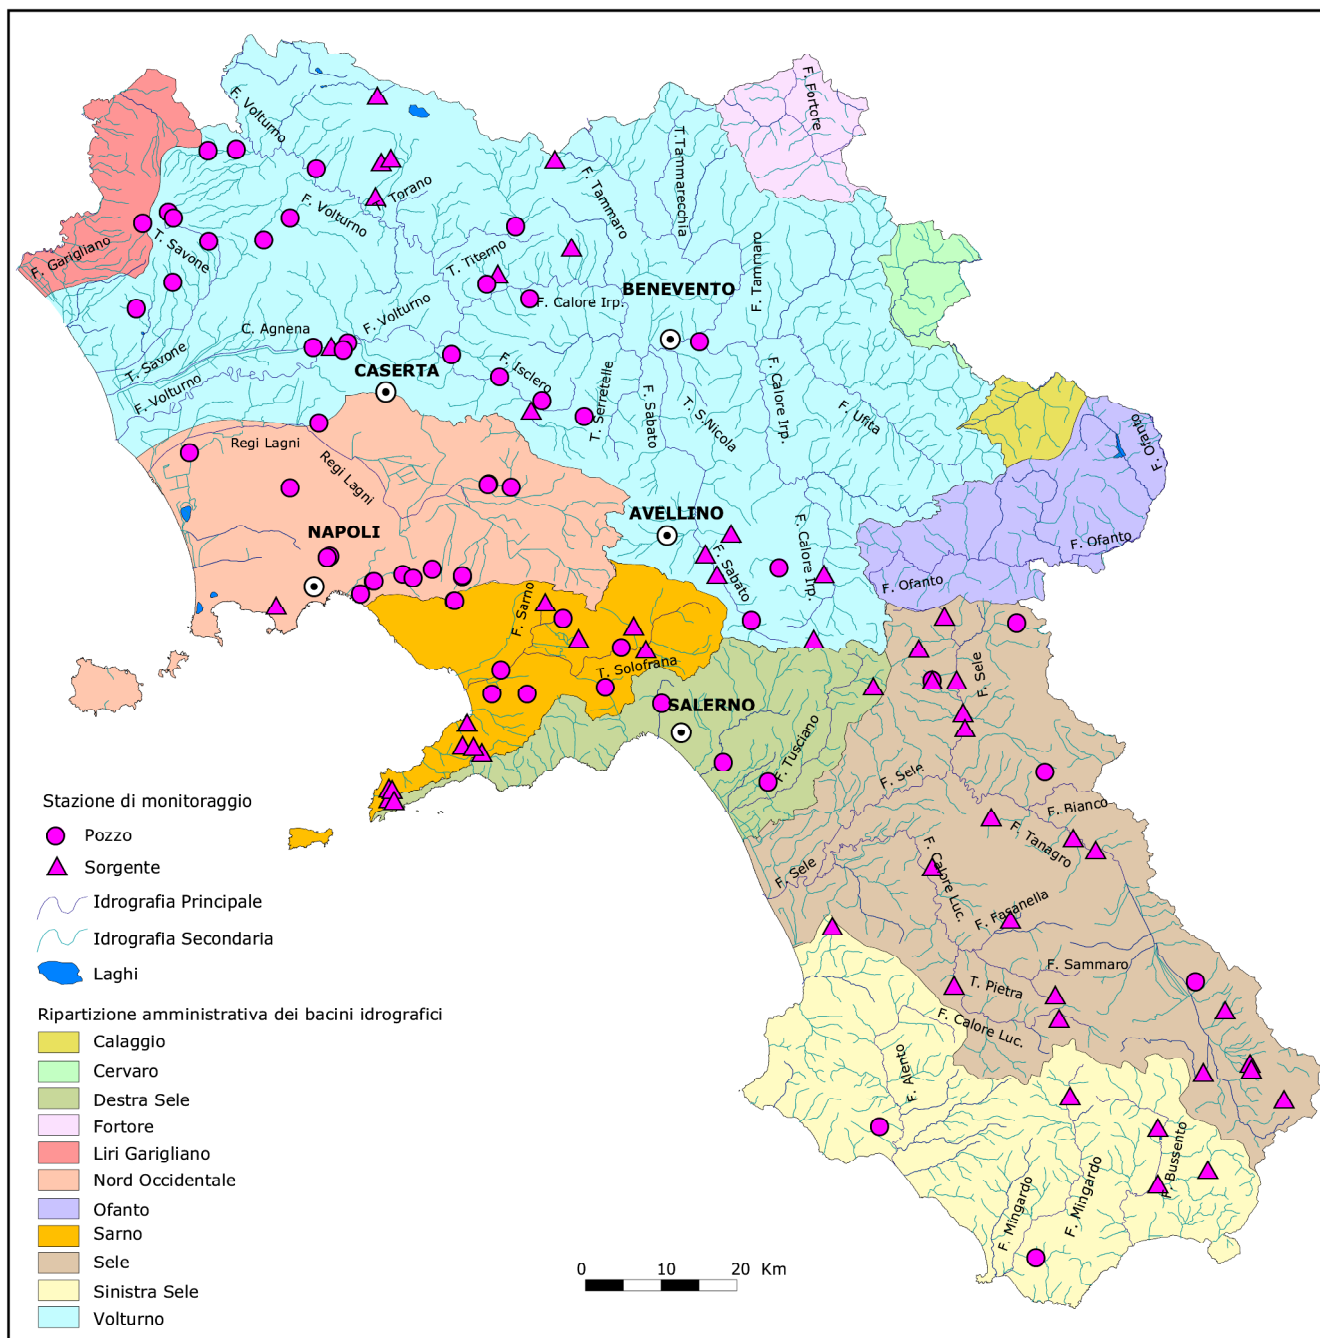 F. Fortore
F. Volturno
T.Tammarecchia
F. Tammaro
F. Torano
F. Volturno
T. Savone
F. Garigliano
T. Titerno
F. Tammaro
BENEVENTO
F. Calore Irp.
F. Volturno
C. Agnena
T. Savone
F. Volturno
CASERTA
F. Isclero
T. Serretelle
F. Sabato
T. S.Nicola
F. Calore Irp.
F. Ufita
F. Ofanto
Regi Lagni
Regi Lagni
NAPOLI
AVELLINO
F. Sabato
F. Calore Irp.
F. Ofanto
F. Ofanto
F. Sarno
T. Solofrana
F. Sele
SALERNO
F. Tusciano
F. Sele
F. Bianco
F. Tanagro
F. Sele
F. Calore Luc.
F. Fasanella
F. Sammaro
T. Pietra
F. Calore Luc.
F. Alento
F. Bussento
F. Mingardo
F. Mingardo
Stazione di monitoraggio
Pozzo
Sorgente
Idrografia Principale
Idrografia Secondaria
Laghi
Ripartizione amministrativa dei bacini idrografici
Calaggio
Cervaro
Destra Sele
Fortore
Liri Garigliano
Nord Occidentale
Ofanto
Sarno
Sele
Sinistra Sele
Volturno
0 10 20 Km